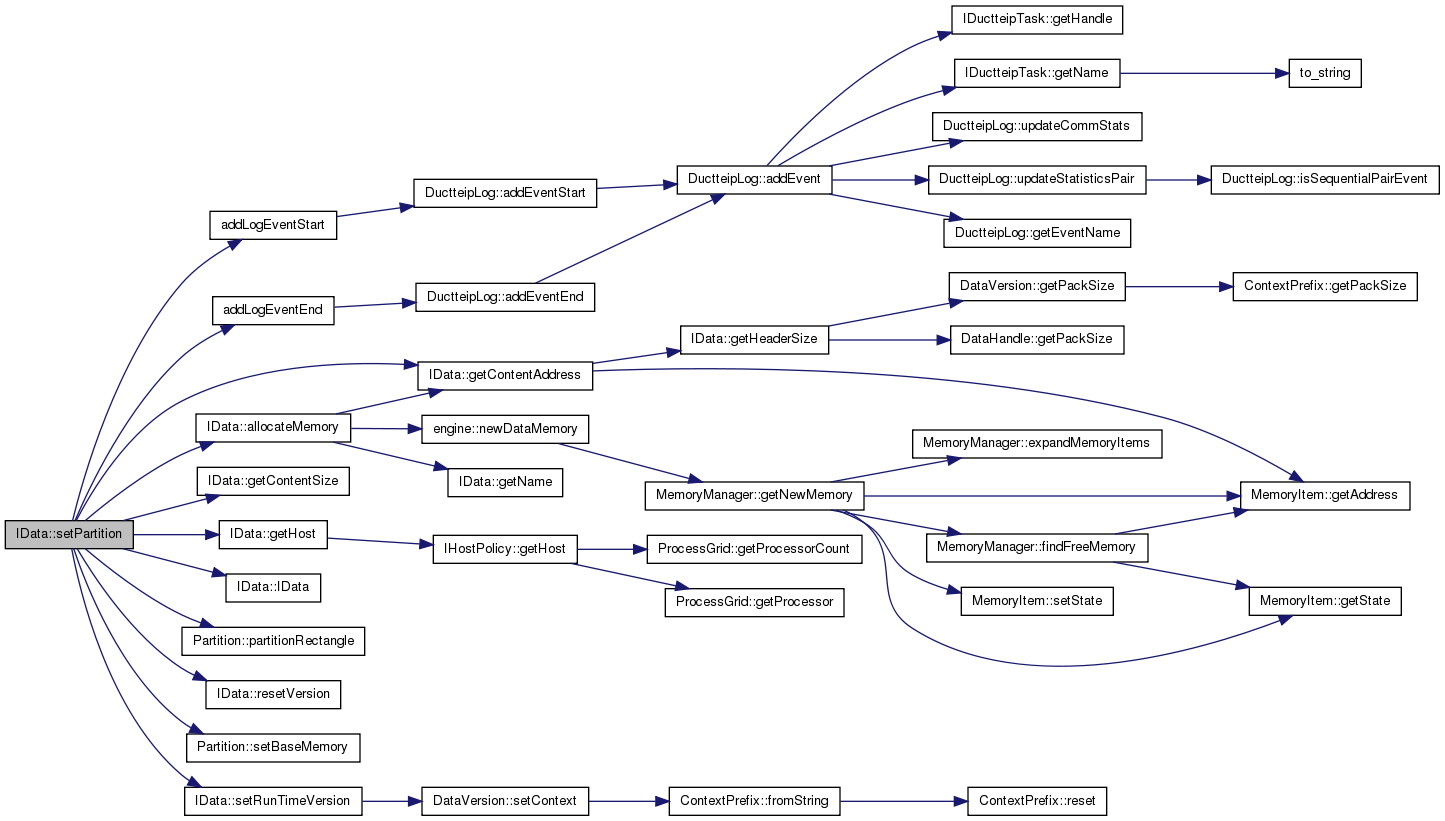 IDuctteipTask::getHandle
IDuctteipTask::getName
to_string
DuctteipLog::updateCommStats
DuctteipLog::addEvent
DuctteipLog::updateStatisticsPair
DuctteipLog::isSequentialPairEvent
DuctteipLog::addEventStart
addLogEventStart
DuctteipLog::getEventName
DataVersion::getPackSize
ContextPrefix::getPackSize
DuctteipLog::addEventEnd
addLogEventEnd
IData::getHeaderSize
DataHandle::getPackSize
IData::getContentAddress
IData::allocateMemory
engine::newDataMemory
MemoryManager::expandMemoryItems
IData::getContentSize
IData::getName
MemoryManager::getNewMemory
MemoryItem::getAddress
IData::setPartition
IData::getHost
IHostPolicy::getHost
ProcessGrid::getProcessorCount
MemoryManager::findFreeMemory
IData::IData
ProcessGrid::getProcessor
MemoryItem::setState
MemoryItem::getState
Partition::partitionRectangle
IData::resetVersion
Partition::setBaseMemory
IData::setRunTimeVersion
DataVersion::setContext
ContextPrefix::fromString
ContextPrefix::reset